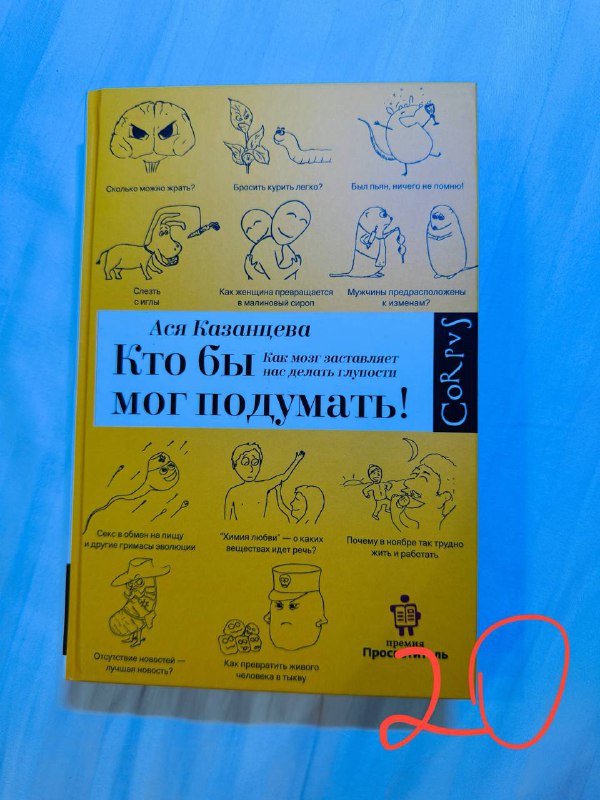 Сколько можно жрать?
Бросить курить легко?
Был пьян, ничего не помню!
Слезть
с иглы
Как женщина превращается
в малиновый сироп
Мужчины предрасположены
к изменам?
Ася Казанцева
Кто бы
Как мозг заставляет
нас делать глупости
мог подумать!
CORPVS
Секс в обмен на пищу
и другие гримасы эволюции
"Химия любви" — о каких
веществах идет речь?
Почему в ноябре так трудно
жить и работать
Отсутствие новостей —
лучшая новость?
Как превратить живого
человека в тыкву
премия
Просветитель
20